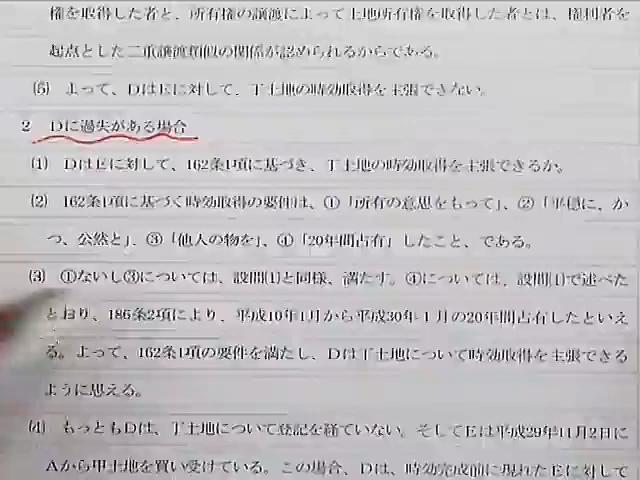 権を取得した者と、所有権の譲渡によって土地所有権を取得した者とは、権利者を
起点とした二重譲渡類似の関係が認められるからである。
(5) よって、DはEに対して、丁土地の時効取得を主張できない。
2 Dに過失がある場合
(1) DはEに対して、162条1項に基づき、丁土地の時効取得を主張できるか。
(2) 162条1項に基づく時効取得の要件は、①「所有の意思をもって」、②「平穏に、か
つ、公然と」、③「他人の物を」、④「20年間占有」したこと、である。
(3) ①ないし③については、設問(1)と同様、満たす。④については、設問(1)で述べた
とおり、186条2項により、平成10年1月から平成30年1月の20年間占有したといえ
る。よって、162条1項の要件を満たし、Dは丁土地について時効取得を主張できる
ように思える。
(4) もっともDは、丁土地について登記を経ていない。そしてEは平成29年11月2日に
Aから甲土地を買い受けている。この場合、Dは、時効完成前に現れたEに対して